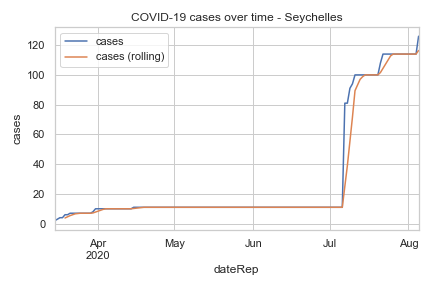 COVID-19 cases over time - Seychelles
cases
cases (rolling)
120
100
80
60
40
20
0
cases
Apr
2020
May
Jun
Jul
Aug
dateRep